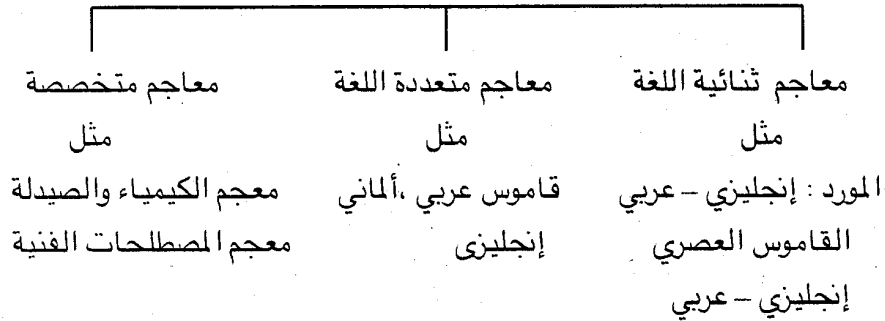 معاجم ثنائية اللغة
مثل
المورد : إنجليزي – عربي
القاموس العصري
إنجليزي – عربي
معاجم متعددة اللغة
مثل
قاموس عربي ،ألماني
إنجليزى
معاجم متخصصة
مثل
معجم الكيمياء والصيدلة
معجم المصطلحات الفنية